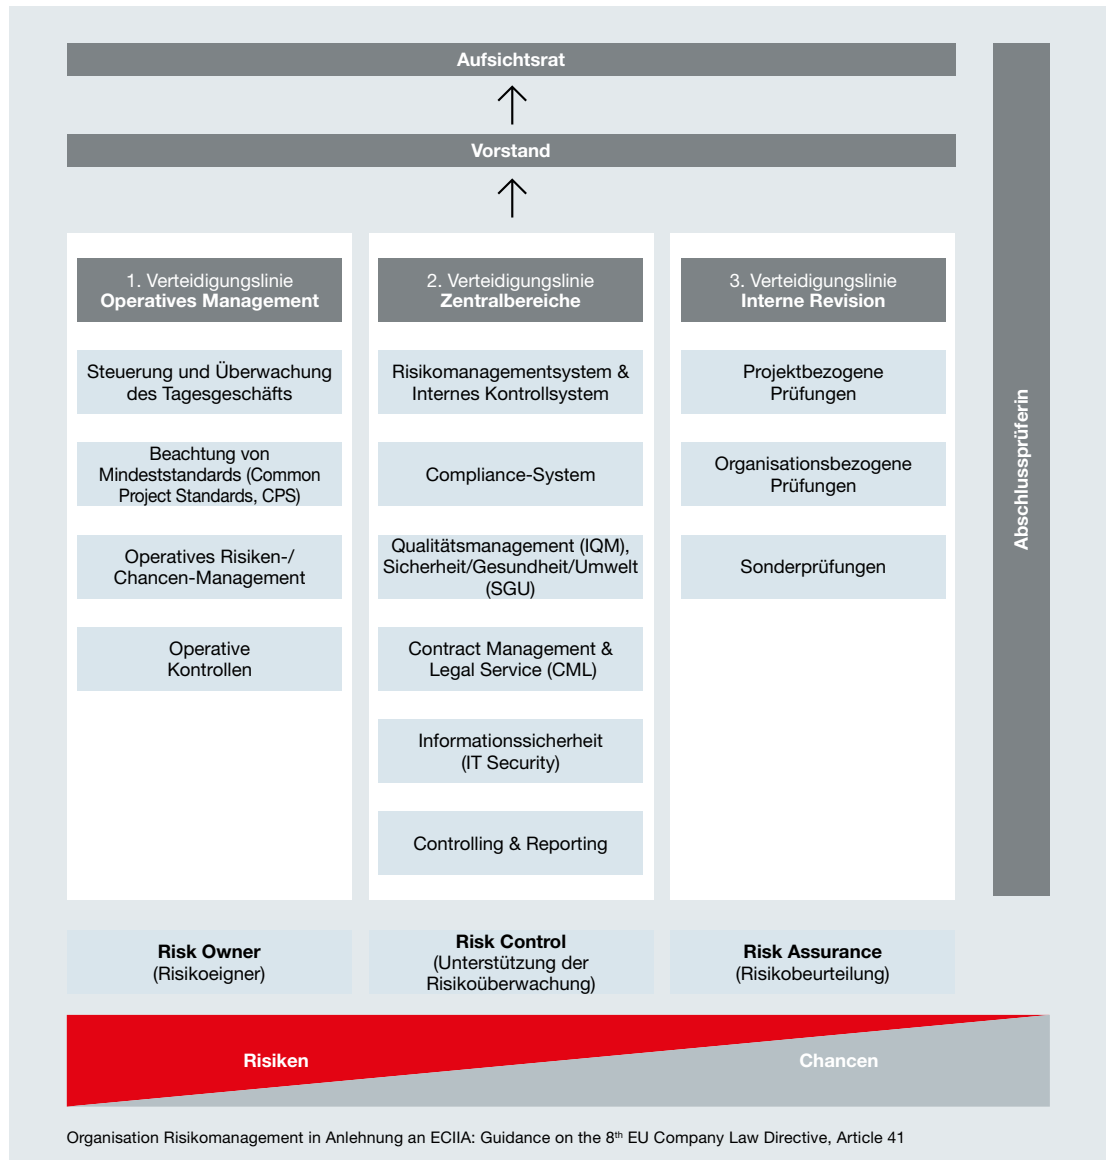 Aufsichtsrat
Vorstand
1. Verteidigungslinie
Operatives Management
Steuerung und Überwachung
des Tagesgeschäfts
Beachtung von
Mindeststandards (Common
Project Standards, CPS)
Operatives Risiken-/
Chancen-Management
Operative
Kontrollen
2. Verteidigungslinie
Zentralbereiche
Risikomanagementsystem &
Internes Kontrollsystem
Compliance-System
Qualitätsmanagement (IQM),
Sicherheit/Gesundheit/Umwelt
(SGU)
Contract Management &
Legal Service (CML)
Informationssicherheit
(IT Security)
Controlling & Reporting
3. Verteidigungslinie
Interne Revision
Projektbezogene
Prüfungen
Organisationsbezogene
Prüfungen
Sonderprüfungen
Abschlussprüferin
Risk Owner
(Risikoeigner)
Risk Control
(Unterstützung der
Risikoüberwachung)
Risk Assurance
(Risikobeurteilung)
Risiken
Chancen
Organisation Risikomanagement in Anlehnung an ECIIA: Guidance on the 8th EU Company Law Directive, Article 41